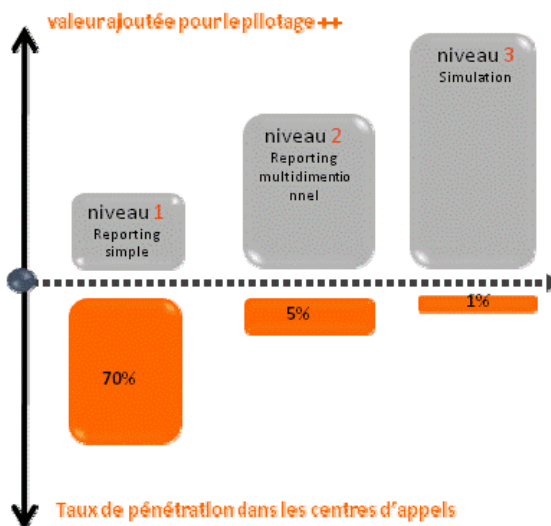 valeur ajoutée pour le pilotage ++
niveau 3
Simulation
niveau 2
Reporting
multidimentio
nnel
niveau 1
Reporting
simple
70%
5%
1%
Taux de pénétration dans les centres d'appels